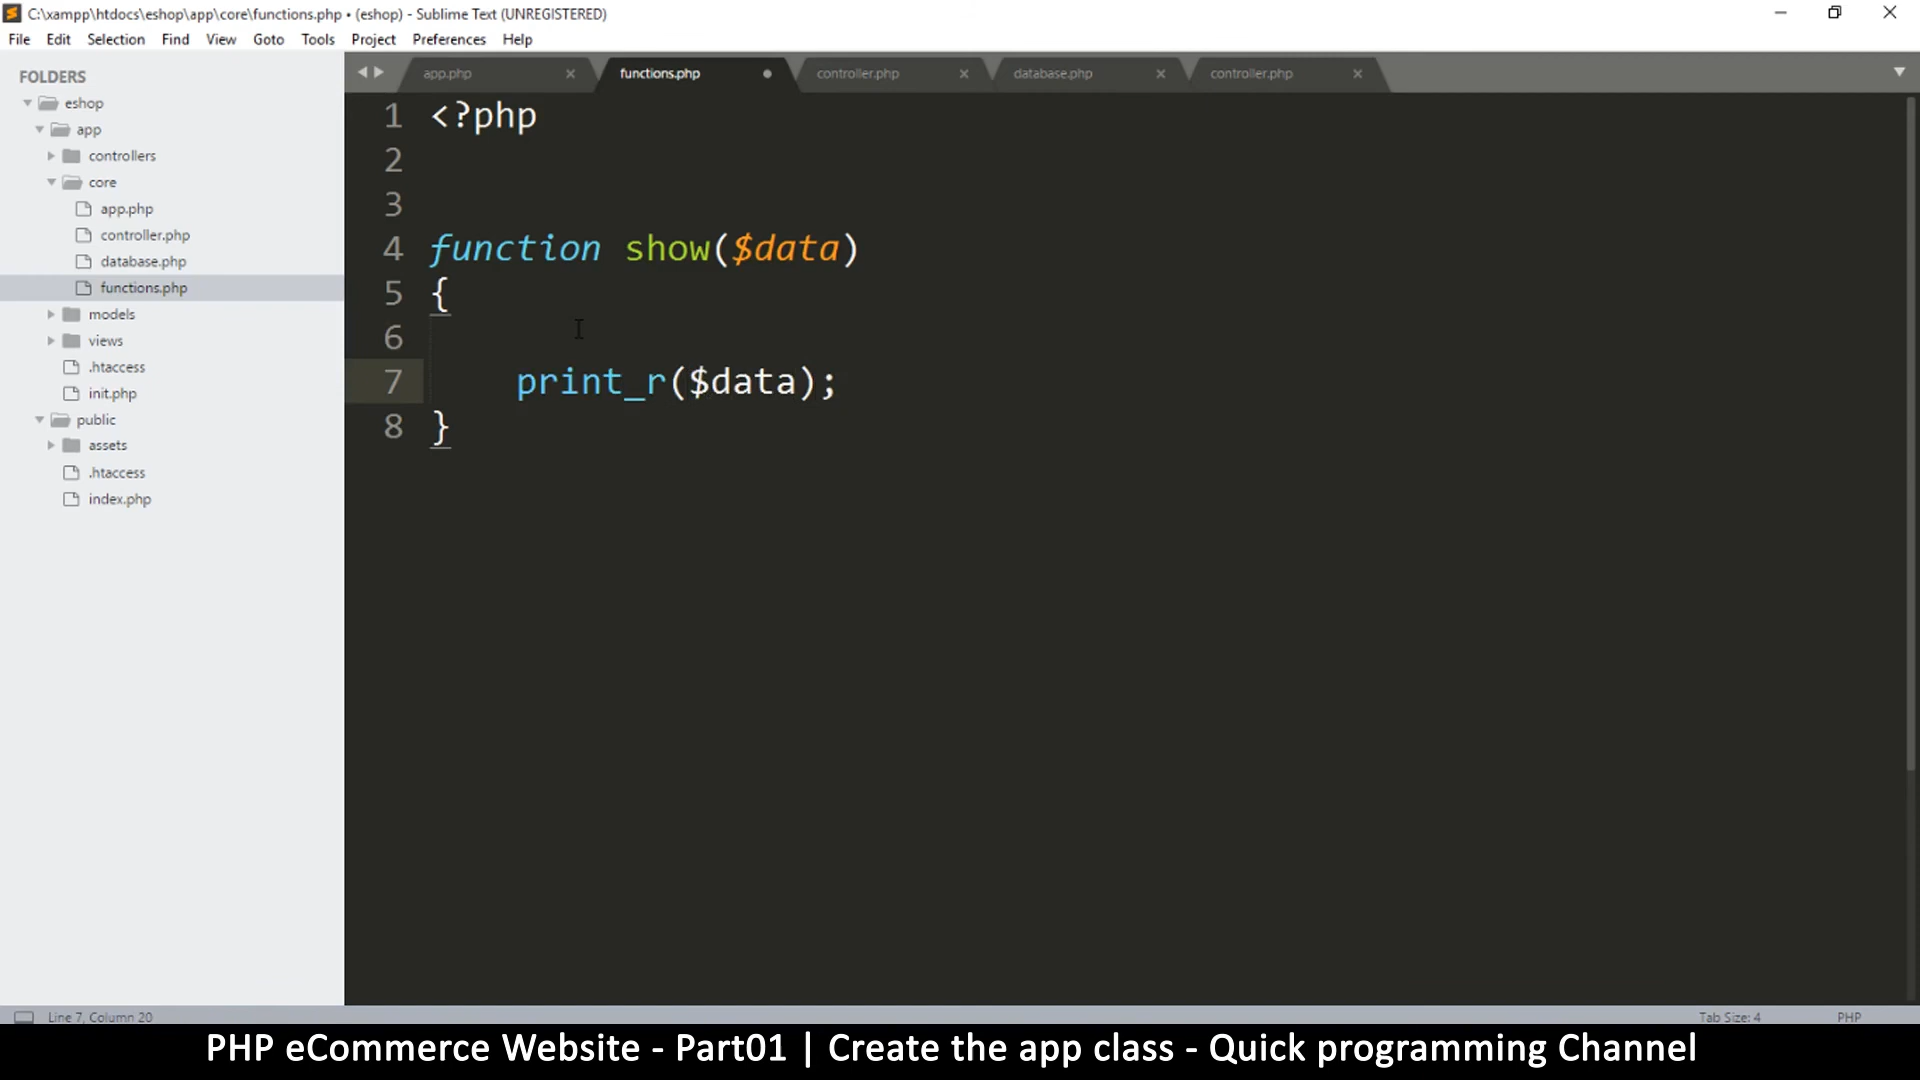 C:\xampp\htdocs\eshop\app\core\functions.php • (eshop) - Sublime Text (UNREGISTERED)
File Edit Selection Find View Goto Tools Project Preferences Help
FOLDERS
eshop
app
controllers
core
app.php
controller.php
database.php
functions.php
models
views
.htaccess
init.php
public
assets
.htaccess
index.php
app.php functions.php controller.php database.php controller.php
1 <?php
2
3
4 function show($data)
5 {
6
7 print_r($data);
8 }
Line 7, Column 20 Tab Size: 4 PHP
PHP eCommerce Website - Part01 | Create the app class - Quick programming Channel